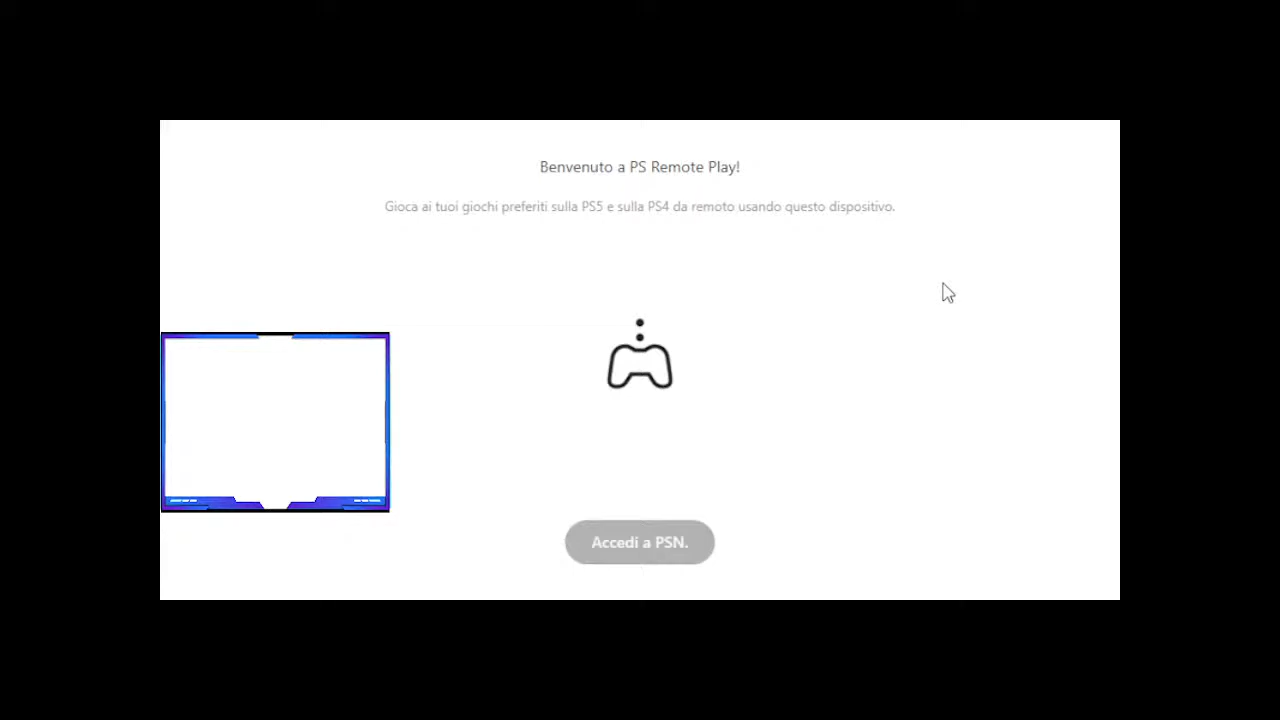 Benvenuto a PS Remote Play!
Gioca ai tuoi giochi preferiti sulla PS5 e sulla PS4 da remoto usando questo dispositivo.
Accedi a PSN.